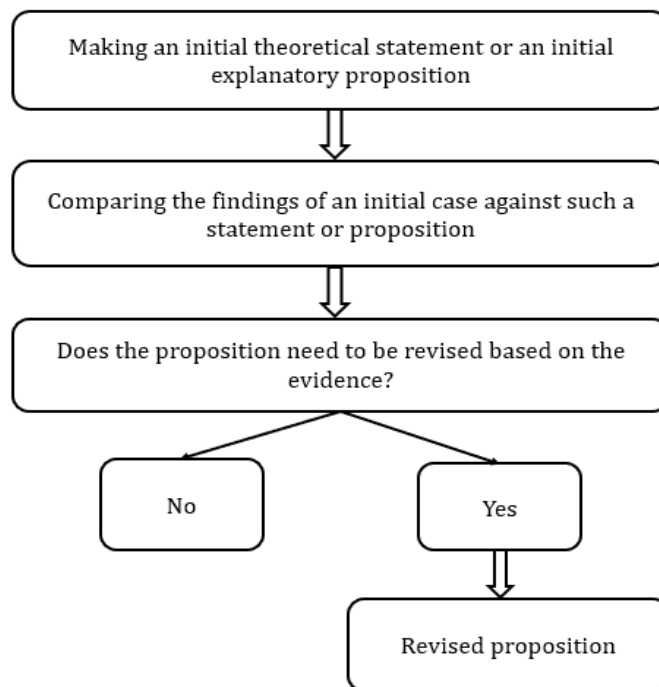 Making an initial theoretical statement or an initial
explanatory proposition
Comparing the findings of an initial case against such a
statement or proposition
Does the proposition need to be revised based on the
evidence?
No
Yes
Revised proposition